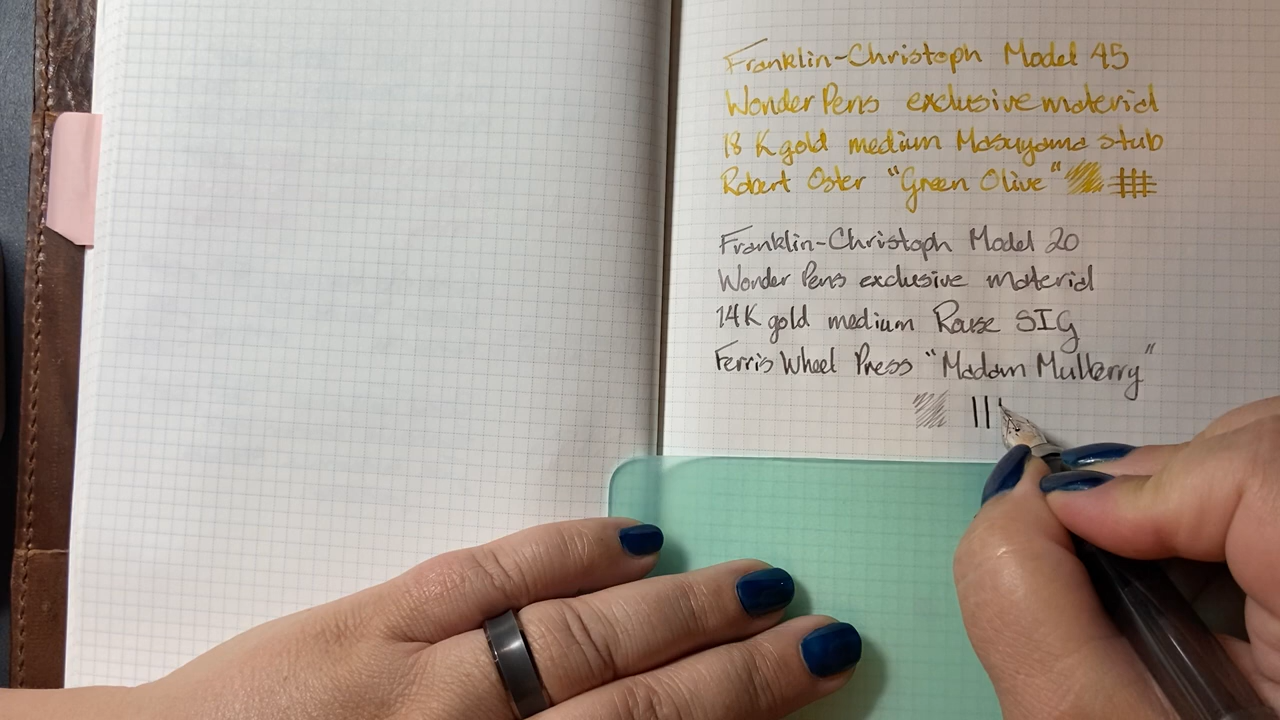 Franklin-Christoph Model 45
Wonder Pens exclusive material
18 K gold medium Masuyama stub
Robert Oster "Green Olive"
Franklin-Christoph Model 20
Wonder Pens exclusive material
14K gold medium Rouse SIG
Ferris Wheel Press "Madam Mulberry"